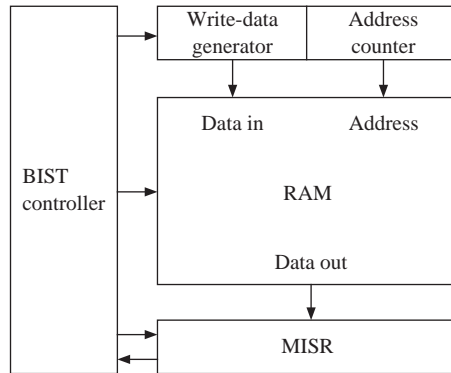 Write-data
generator
Address
counter
Data in
Address
BIST
controller
RAM
Data out
MISR